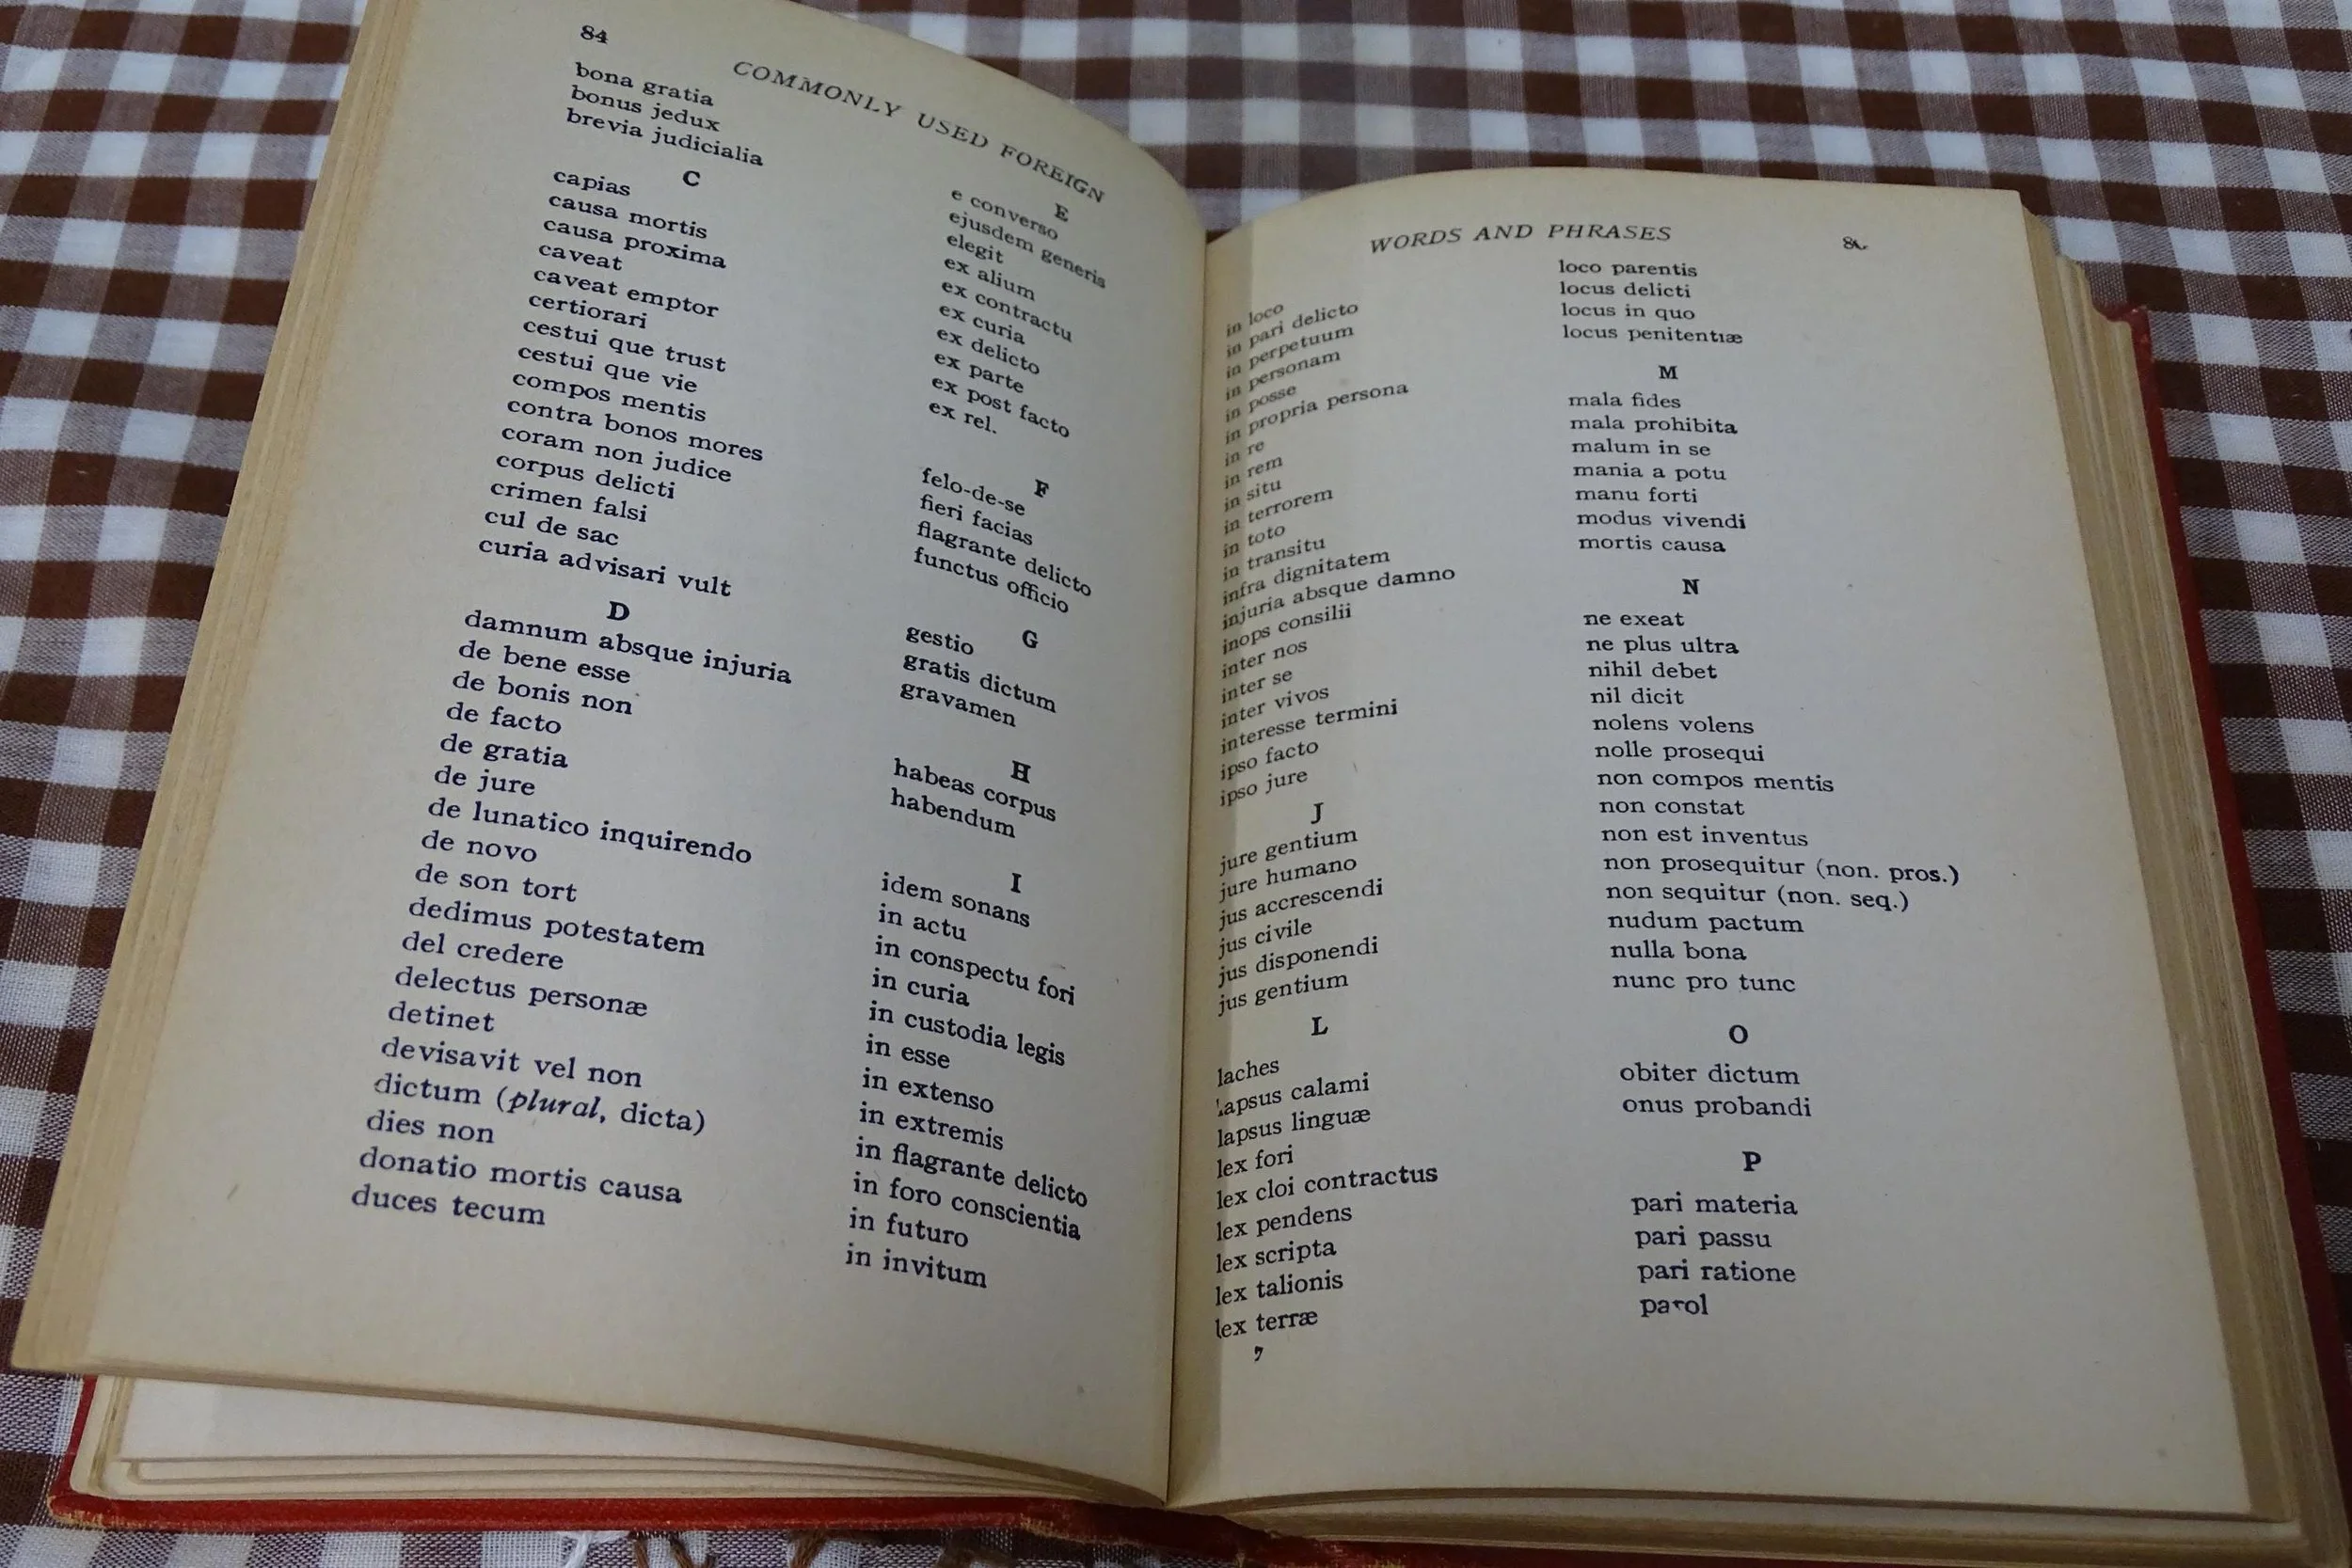 84
COMMONLY USED FOREIGN
bona gratia
bonus jedux
brevia judicialia
C
capias
causa mortis
causa proxima
caveat
caveat emptor
certiorari
cestui que trust
cestui que vie
compos mentis
contra bonos mores
coram non judice
corpus delicti
crimen falsi
cul de sac
curia advisari vult
D
damnum absque injuria
de bene esse
de bonis non
de facto
de gratia
de jure
de lunatico inquirendo
de novo
de son tort
dedimus potestatem
del credere
delectus personæ
detinet
devisavit vel non
dictum (plural, dicta)
dies non
donatio mortis causa
duces tecum
E
e converso
ejusdem generis
elegit
ex alium
ex contractu
ex curia
ex delicto
ex parte
ex post facto
ex rel.
F
felo-de-se
fieri facias
flagrante delicto
functus officio
G
gestio
gratis dictum
gravamen
H
habeas corpus
habendum
I
idem sonans
in actu
in conspectu fori
in curia
in custodia legis
in esse
in extenso
in extremis
in flagrante delicto
in foro conscientia
in futuro
in invitum
WORDS AND PHRASES
in loco
in pari delicto
in perpetuum
in personam
in posse
in propria persona
in re
in rem
in situ
in terrorem
in toto
in transitu
infra dignitatem
injuria absque damno
inops consilii
inter nos
inter se
inter vivos
interesse termini
ipso facto
ipso jure
J
jure gentium
jure humano
jus accrescendi
jus civile
jus disponendi
jus gentium
L
laches
lapsus calami
lapsus linguæ
lex fori
lex cloi contractus
lex pendens
lex scripta
lex talionis
lex terræ
loco parentis
locus delicti
locus in quo
locus penitentiæ
M
mala fides
mala prohibita
malum in se
mania a potu
manu forti
modus vivendi
mortis causa
N
ne exeat
ne plus ultra
nihil debet
nil dicit
nolens volens
nolle prosequi
non compos mentis
non constat
non est inventus
non prosequitur (non. pros.)
non sequitur (non. seq.)
nudum pactum
nulla bona
nunc pro tunc
O
obiter dictum
onus probandi
P
pari materia
pari passu
pari ratione
parol